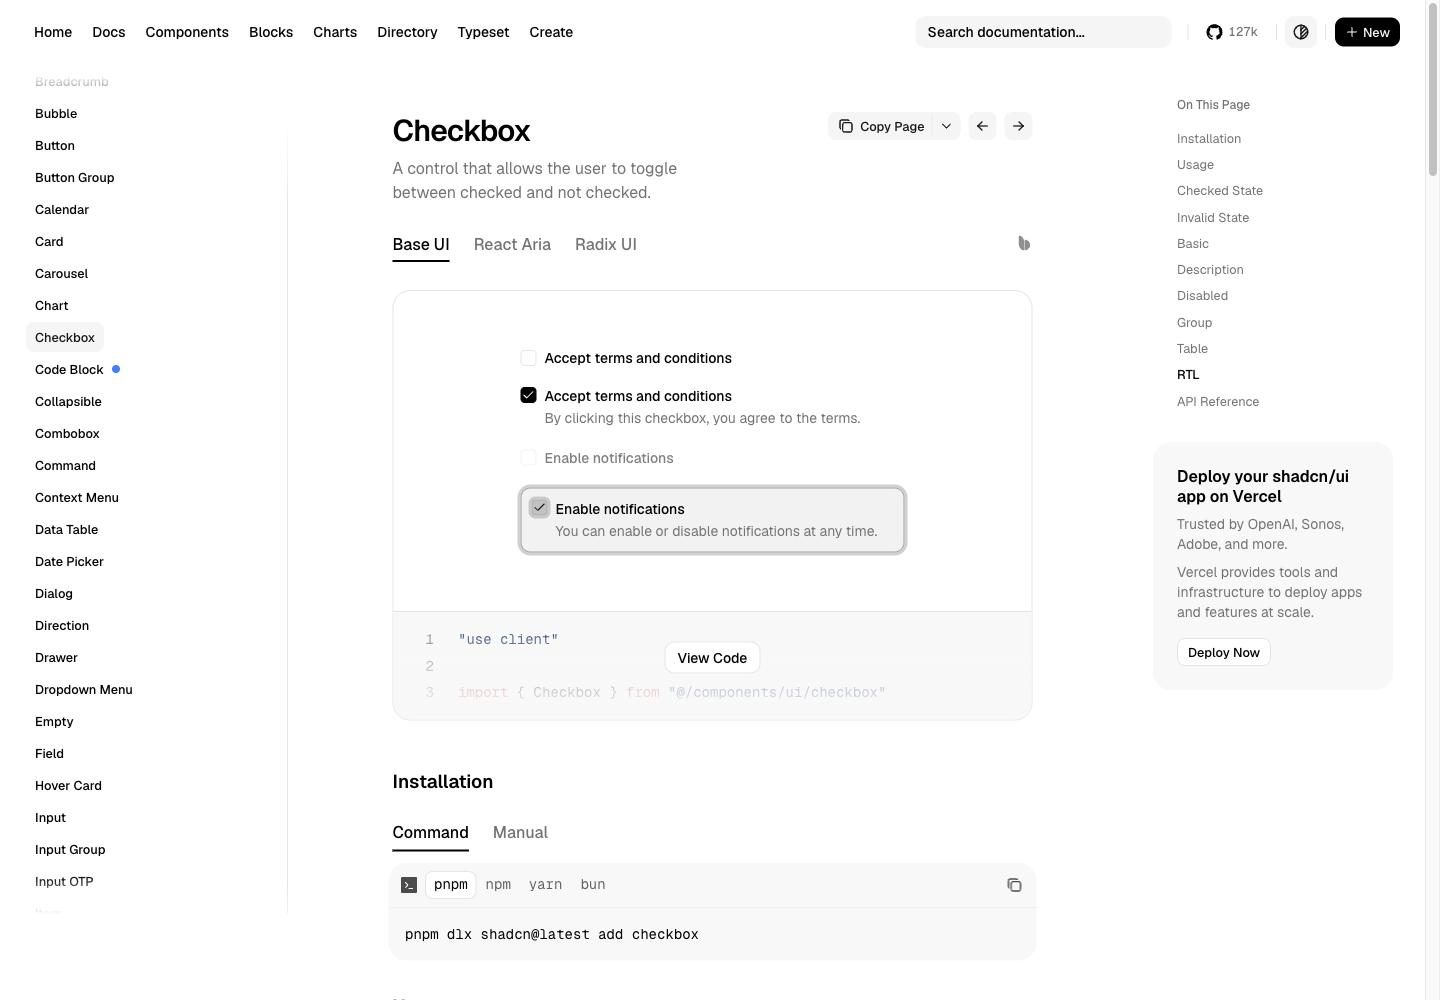 Home Docs Components Blocks Charts Directory Typeset Create
Search documentation...
127k
New
Breadcrumb
Bubble
Button
Button Group
Calendar
Card
Carousel
Chart
Checkbox
Code Block
Collapsible
Combobox
Command
Context Menu
Data Table
Date Picker
Dialog
Direction
Drawer
Dropdown Menu
Empty
Field
Hover Card
Input
Input Group
Input OTP
Checkbox
Copy Page
A control that allows the user to toggle
between checked and not checked.
Base UI React Aria Radix UI
Accept terms and conditions
Accept terms and conditions
By clicking this checkbox, you agree to the terms.
Enable notifications
Enable notifications
You can enable or disable notifications at any time.
1 "use client"
2
View Code
3 import { Checkbox } from "@/components/ui/checkbox"
Installation
Command Manual
pnpm npm yarn bun
pnpm dlx shadcn@latest add checkbox
On This Page
Installation
Usage
Checked State
Invalid State
Basic
Description
Disabled
Group
Table
RTL
API Reference
Deploy your shadcn/ui
app on Vercel
Trusted by OpenAI, Sonos,
Adobe, and more.
Vercel provides tools and
infrastructure to deploy apps
and features at scale.
Deploy Now